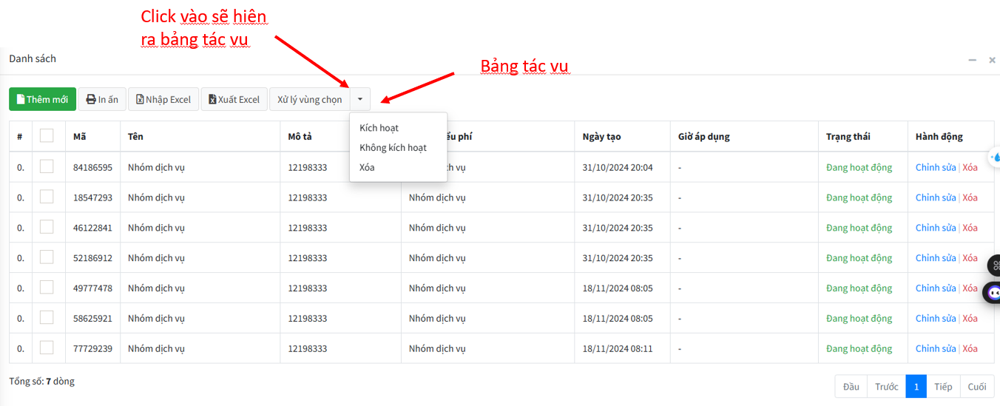 Click vào sẽ hiện
ra bảng tác vụ
Bảng tác vụ
Danh sách
Thêm mới In ấn Nhập Excel Xuất Excel Xử lý vùng chọn
Kích hoạt
Không kích hoạt
Xóa
# Mã Tên Mô tả phí Ngày tạo Giờ áp dụng Trạng thái Hành động
0. 84186595 Nhóm dịch vụ 12198333 vụ 31/10/2024 20:04 - Đang hoạt động Chỉnh sửa | Xóa
0. 18547293 Nhóm dịch vụ 12198333 Nhóm dịch vụ 31/10/2024 20:35 - Đang hoạt động Chỉnh sửa | Xóa
0. 46122841 Nhóm dịch vụ 12198333 Nhóm dịch vụ 31/10/2024 20:35 - Đang hoạt động Chỉnh sửa | Xóa
0. 52186912 Nhóm dịch vụ 12198333 Nhóm dịch vụ 31/10/2024 20:35 - Đang hoạt động Chỉnh sửa | Xóa
0. 49777478 Nhóm dịch vụ 12198333 Nhóm dịch vụ 18/11/2024 08:05 - Đang hoạt động Chỉnh sửa | Xóa
0. 58625921 Nhóm dịch vụ 12198333 Nhóm dịch vụ 18/11/2024 08:05 - Đang hoạt động Chỉnh sửa | Xóa
0. 77729239 Nhóm dịch vụ 12198333 Nhóm dịch vụ 18/11/2024 08:11 - Đang hoạt động Chỉnh sửa | Xóa
Tổng số: 7 dòng
Đầu Trước 1 Tiếp Cuối